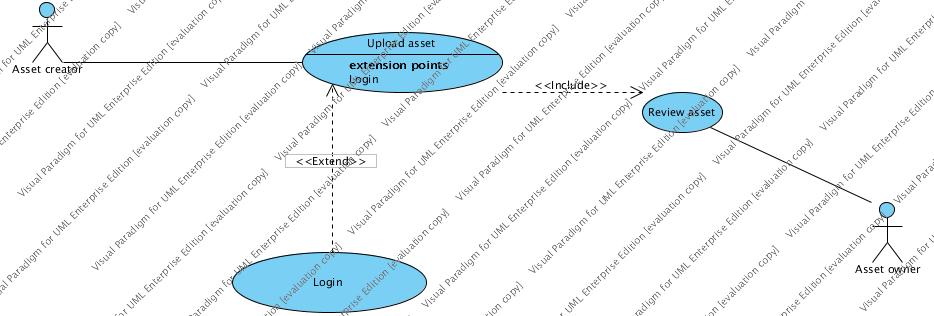 Upload asset
extension points
Login
Asset creator
<<Include>>
Review asset
<<Extend>>
Asset owner
Login
Visual Paradigm for UML Enterprise Edition [evaluation copy]